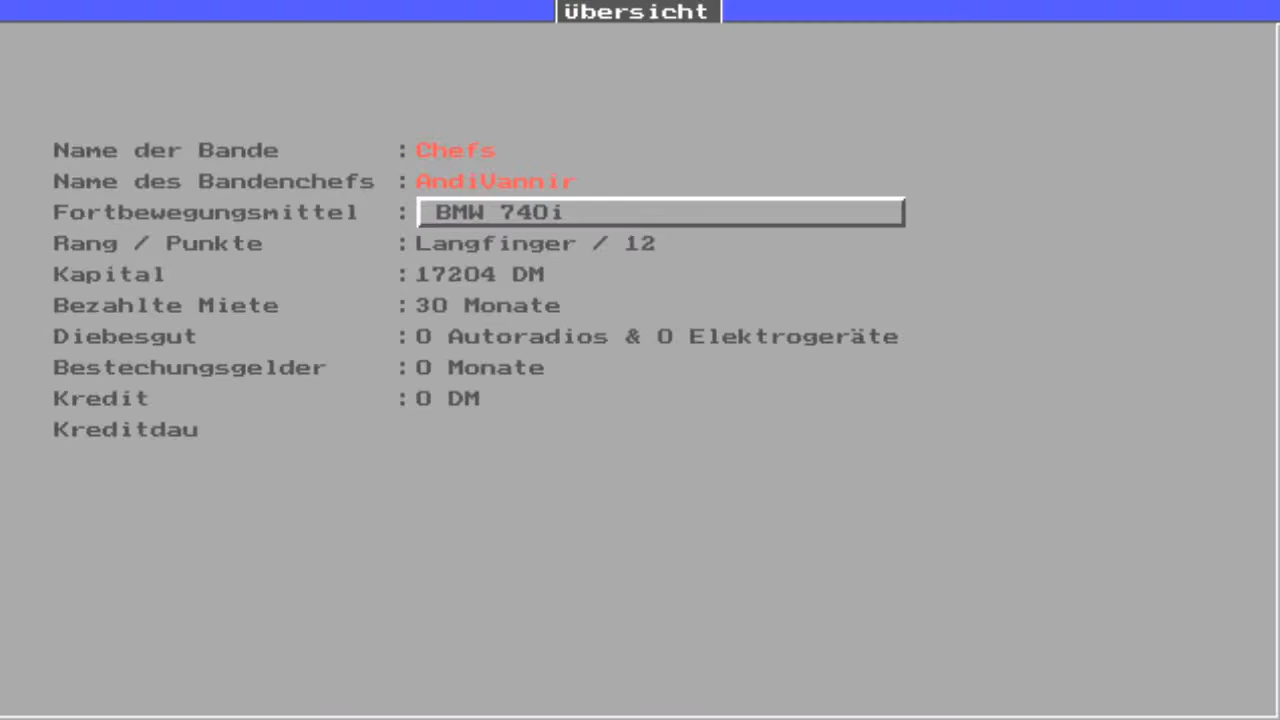 übersicht
Name der Bande : Chefs
Name des Bandenchefs : AndiVannir
Fortbewegungsmittel : BMW 740i
Rang / Punkte : Langfinger / 12
Kapital : 17204 DM
Bezahlte Miete : 30 Monate
Diebesgut : 0 Autoradios & 0 Elektrogeräte
Bestechungsgelder : 0 Monate
Kredit : 0 DM
Kreditdau